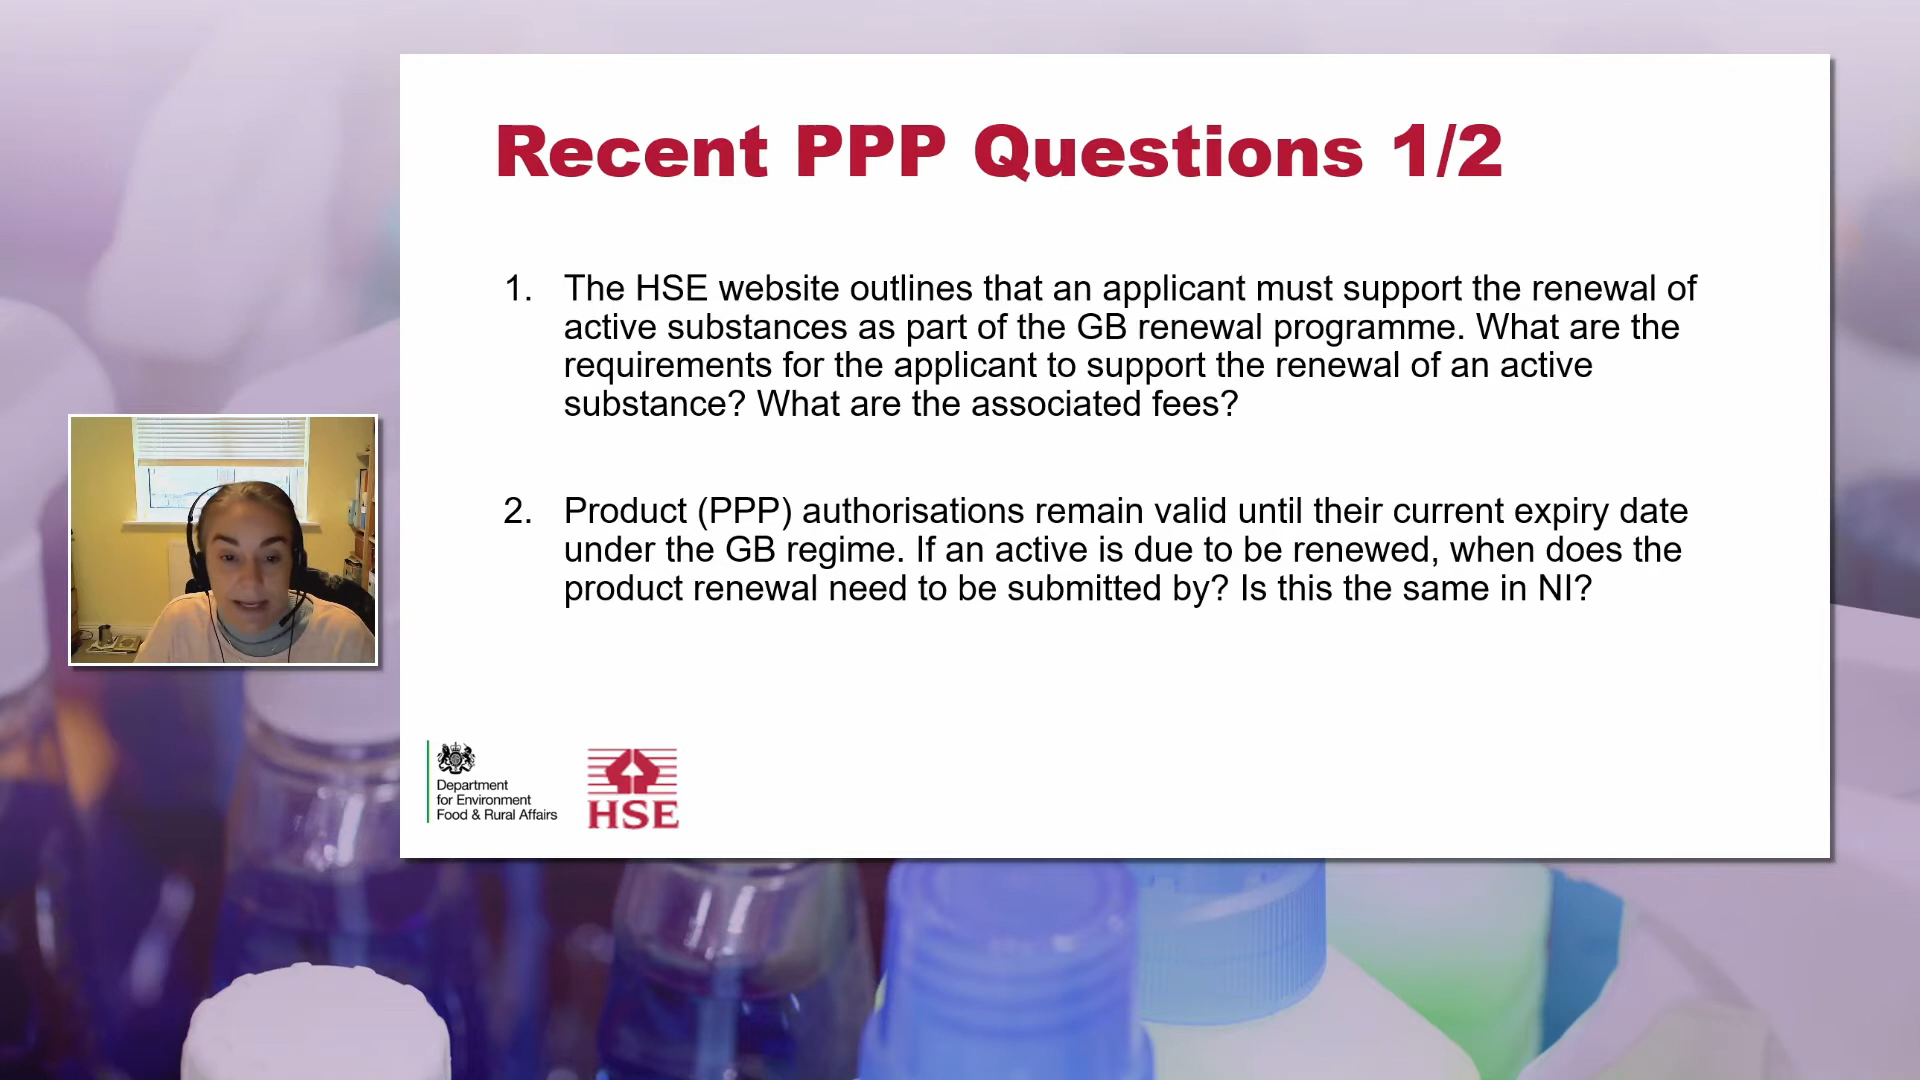 Recent PPP Questions 1/2
1. The HSE website outlines that an applicant must support the renewal of
active substances as part of the GB renewal programme. What are the
requirements for the applicant to support the renewal of an active
substance? What are the associated fees?
2. Product (PPP) authorisations remain valid until their current expiry date
under the GB regime. If an active is due to be renewed, when does the
product renewal need to be submitted by? Is this the same in NI?
Department
for Environment
Food & Rural Affairs
HSE